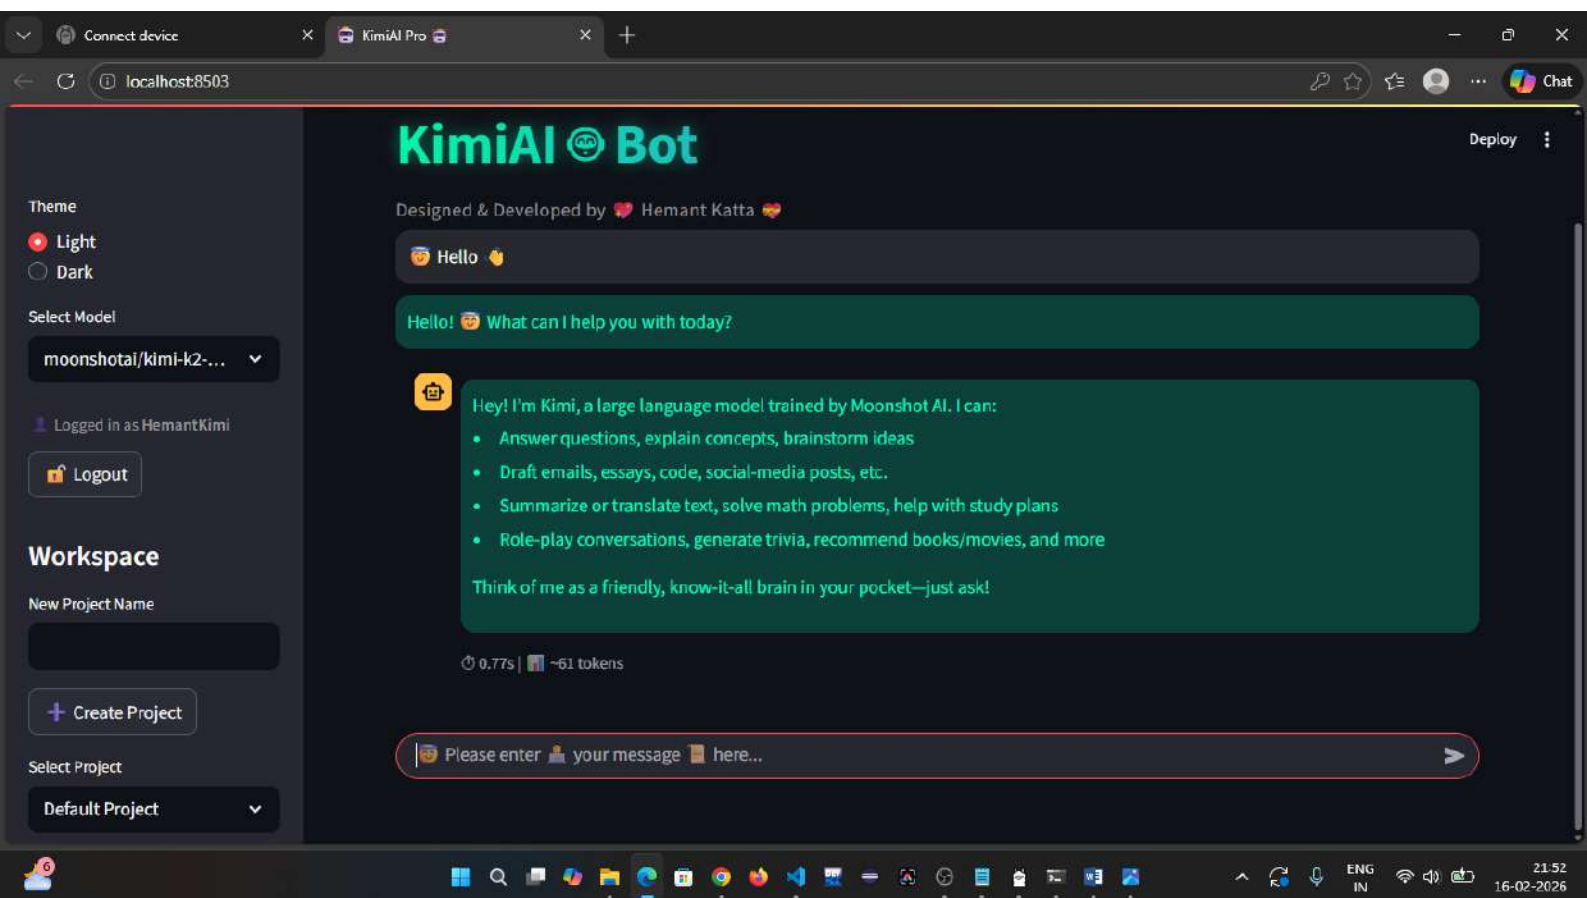 Connect device
KimiAI Pro
localhost:8503
Chat
Deploy
Theme
Light
Dark
Select Model
moonshotai/kimi-k2-...
Logged in as HemantKimi
Logout
Workspace
New Project Name
Create Project
Select Project
Default Project
KimiAI Bot
Designed & Developed by 💖 Hemant Katta 💝
😇 Hello 👋
Hello! 😇 What can I help you with today?
Hey! I'm Kimi, a large language model trained by Moonshot AI. I can:
• Answer questions, explain concepts, brainstorm ideas
• Draft emails, essays, code, social-media posts, etc.
• Summarize or translate text, solve math problems, help with study plans
• Role-play conversations, generate trivia, recommend books/movies, and more
Think of me as a friendly, know-it-all brain in your pocket—just ask!
⏱ 0.77s | 📊 ~61 tokens
Please enter your message 📜 here...
6
ENG
IN
21:52
16-02-2026